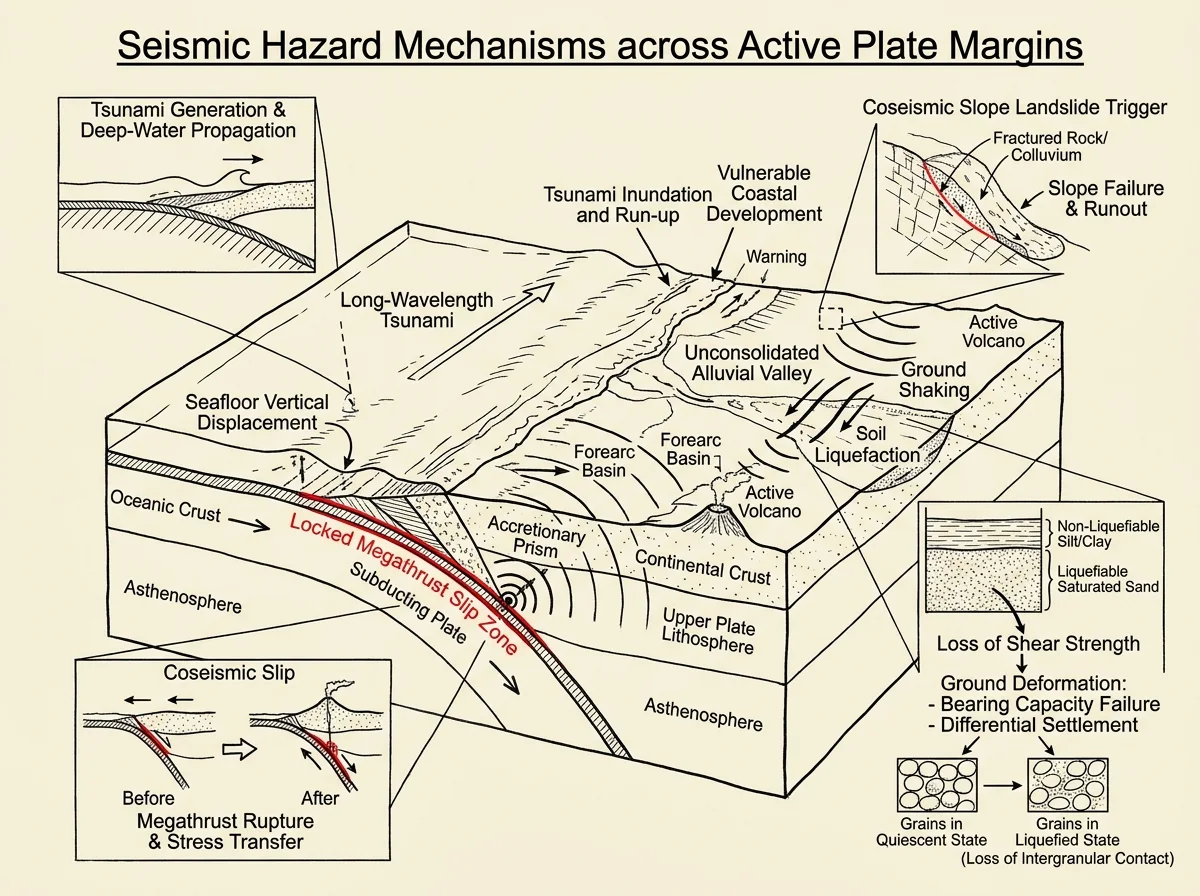 Seismic Hazard Mechanisms across Active Plate Margins
Tsunami Generation &
Deep-Water Propagation
Coseismic Slope Landslide Trigger
Fractured Rock/
Colluvium
Slope Failure
& Runout
Tsunami Inundation
and Run-up
Vulnerable
Coastal
Development
Warning
Long-Wavelength
Tsunami
Active
Volcano
Unconsolidated
Alluvial Valley
Ground
Shaking
Seafloor Vertical
Displacement
Soil
Liquefaction
Forearc
Basin
Forearc
Basin
Active
Volcano
Oceanic Crust
Locked Megathrust Slip Zone
Accretionary
Prism
Continental Crust
Subducting Plate
Asthenosphere
Upper Plate
Lithosphere
Asthenosphere
Non-Liquefiable
Silt/Clay
Liquefiable
Saturated Sand
Loss of Shear Strength
Ground Deformation:
- Bearing Capacity Failure
- Differential Settlement
Grains in
Quiescent State
Grains in
Liquefied State
(Loss of Intergranular Contact)
Coseismic Slip
Before
After
Megathrust Rupture
& Stress Transfer